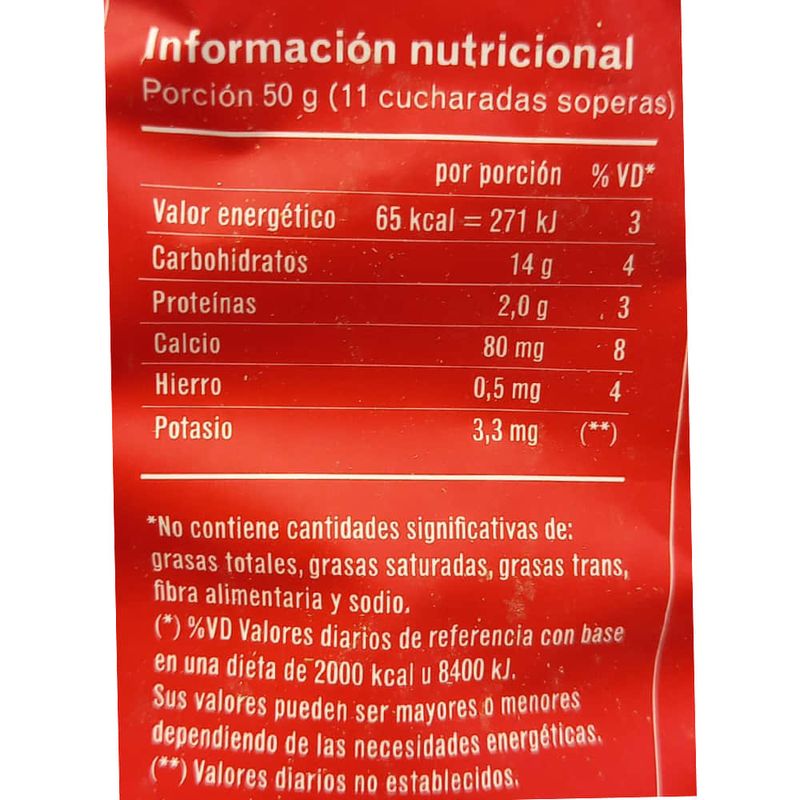 Información nutricional
Porción 50 g (11 cucharadas soperas)
por porción % VD*
Valor energético 65 kcal = 271 kJ 3
Carbohidratos 14 g 4
Proteínas 2,0 g 3
Calcio 80 mg 8
Hierro 0,5 mg 4
Potasio 3,3 mg (**)
*No contiene cantidades significativas de:
grasas totales, grasas saturadas, grasas trans,
fibra alimentaria y sodio.
(*) %VD Valores diarios de referencia con base
en una dieta de 2000 kcal u 8400 kJ.
Sus valores pueden ser mayores o menores
dependiendo de las necesidades energéticas.
(**) Valores diarios no establecidos.